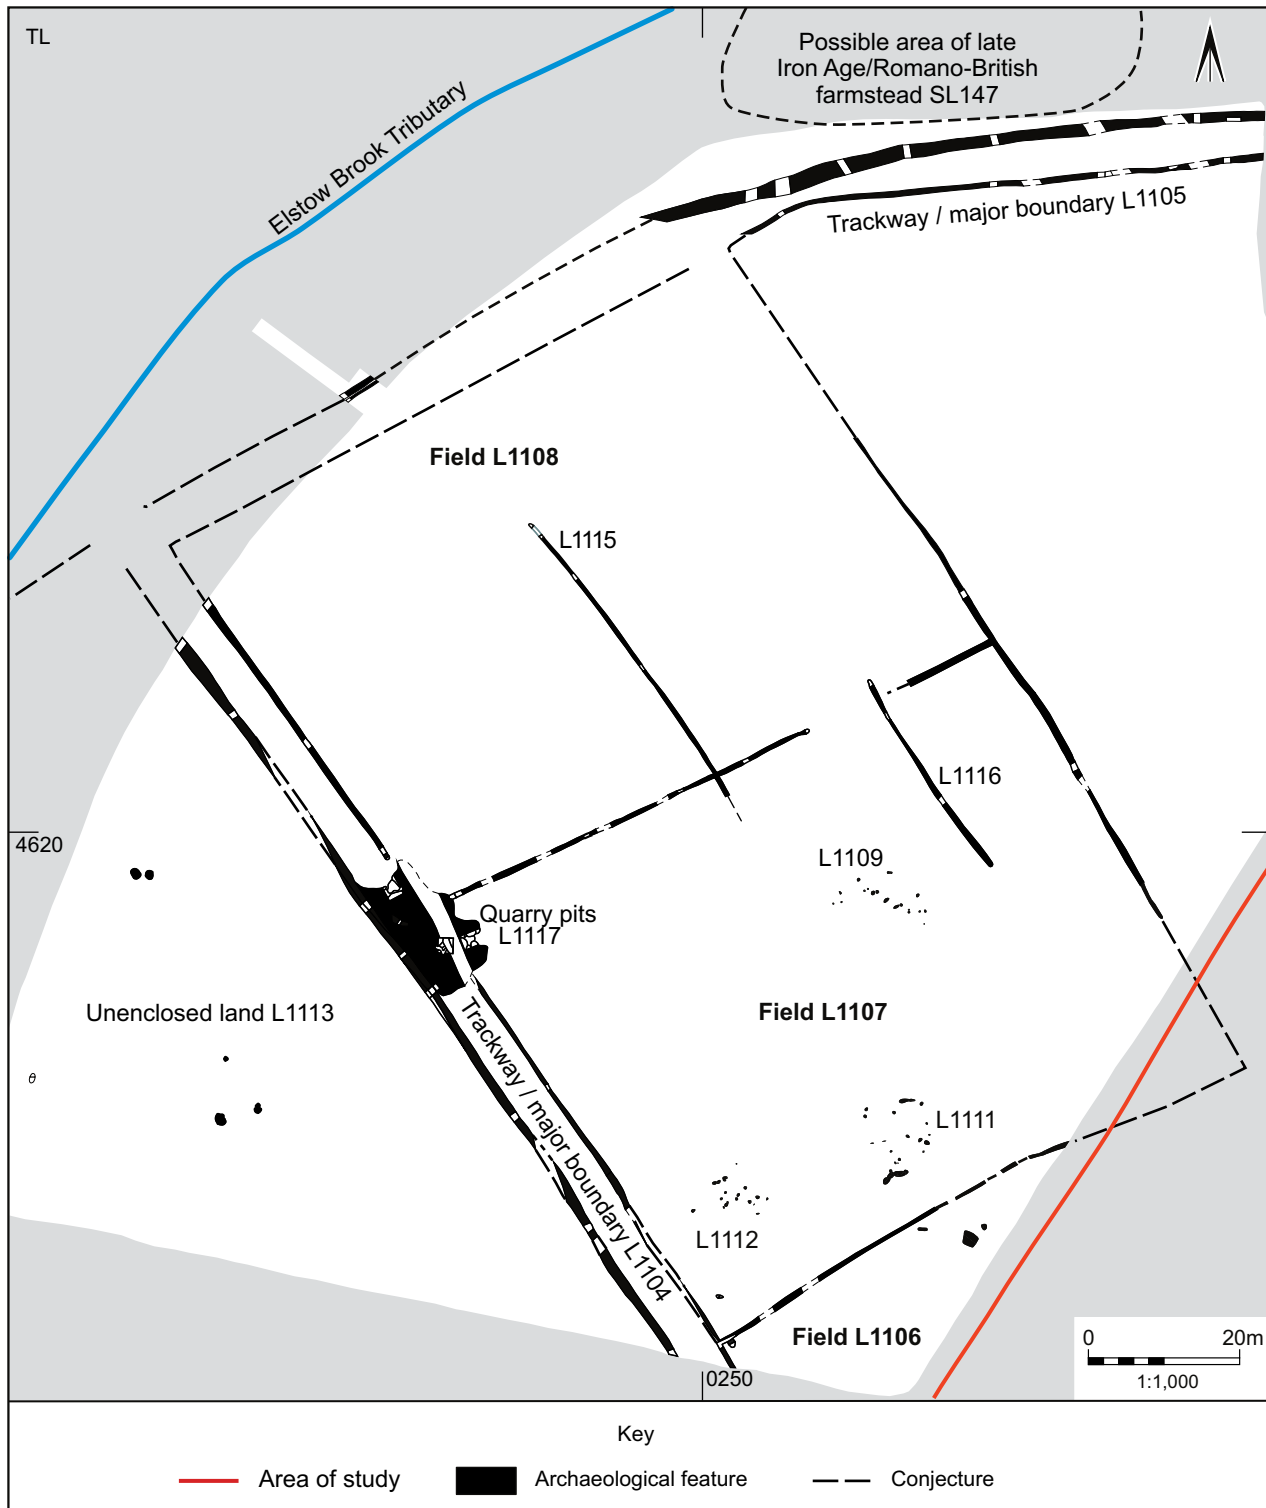 TL
Possible area of late
Iron Age/Romano-British
farmstead SL147
Elstow Brook Tributary
Trackway / major boundary L1105
Field L1108
L1115
L1116
4620
L1109
Quarry pits
L1117
Unenclosed land L1113
Field L1107
Trackway / major boundary L1104
L1111
L1112
Field L1106
0
20m
1:1,000
0250
Key
Area of study
Archaeological feature
Conjecture